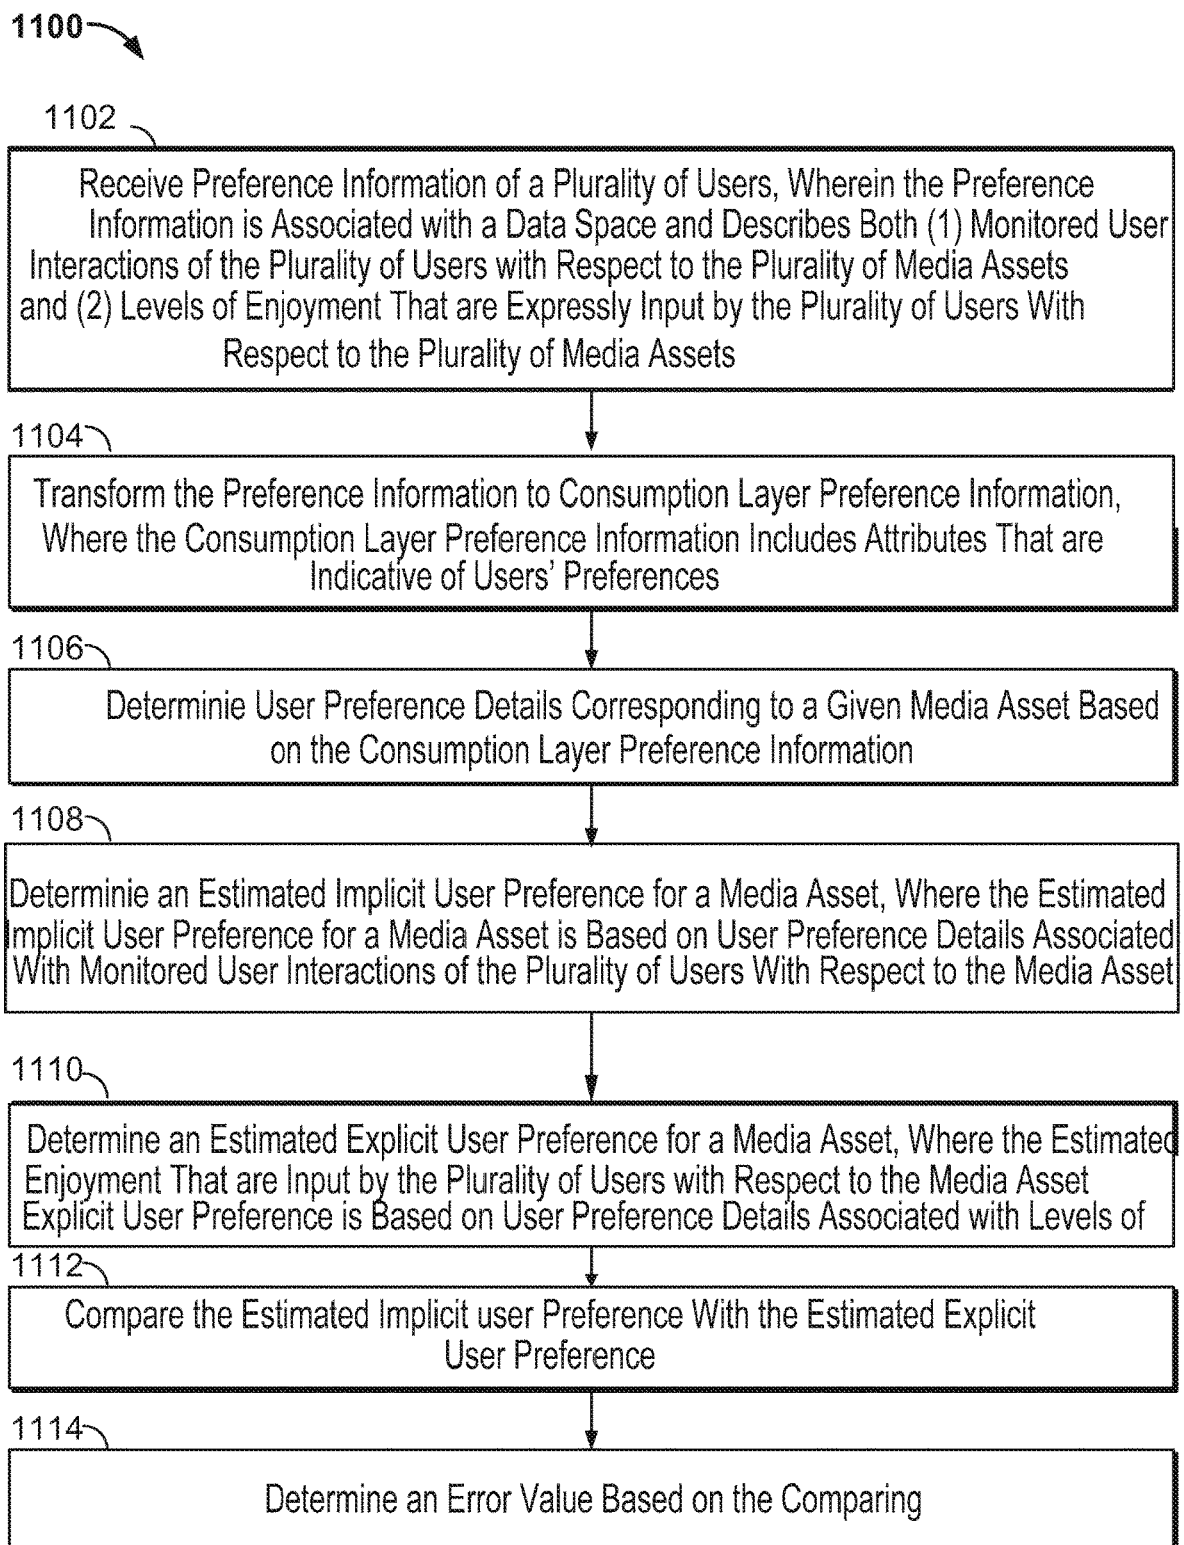 1100
1102
Receive Preference Information of a Plurality of Users, Wherein the Preference
Information is Associated with a Data Space and Describes Both (1) Monitored User
Interactions of the Plurality of Users with Respect to the Plurality of Media Assets
and (2) Levels of Enjoyment That are Expressly Input by the Plurality of Users With
Respect to the Plurality of Media Assets
1104
Transform the Preference Information to Consumption Layer Preference Information,
Where the Consumption Layer Preference Information Includes Attributes That are
Indicative of Users' Preferences
1106
Determinie User Preference Details Corresponding to a Given Media Asset Based
on the Consumption Layer Preference Information
1108
Determinie an Estimated Implicit User Preference for a Media Asset, Where the Estimated
Implicit User Preference for a Media Asset is Based on User Preference Details Associated
With Monitored User Interactions of the Plurality of Users With Respect to the Media Asset
1110
Determine an Estimated Explicit User Preference for a Media Asset, Where the Estimated
Enjoyment That are Input by the Plurality of Users with Respect to the Media Asset
Explicit User Preference is Based on User Preference Details Associated with Levels of
1112
Compare the Estimated Implicit user Preference With the Estimated Explicit
User Preference
1114
Determine an Error Value Based on the Comparing